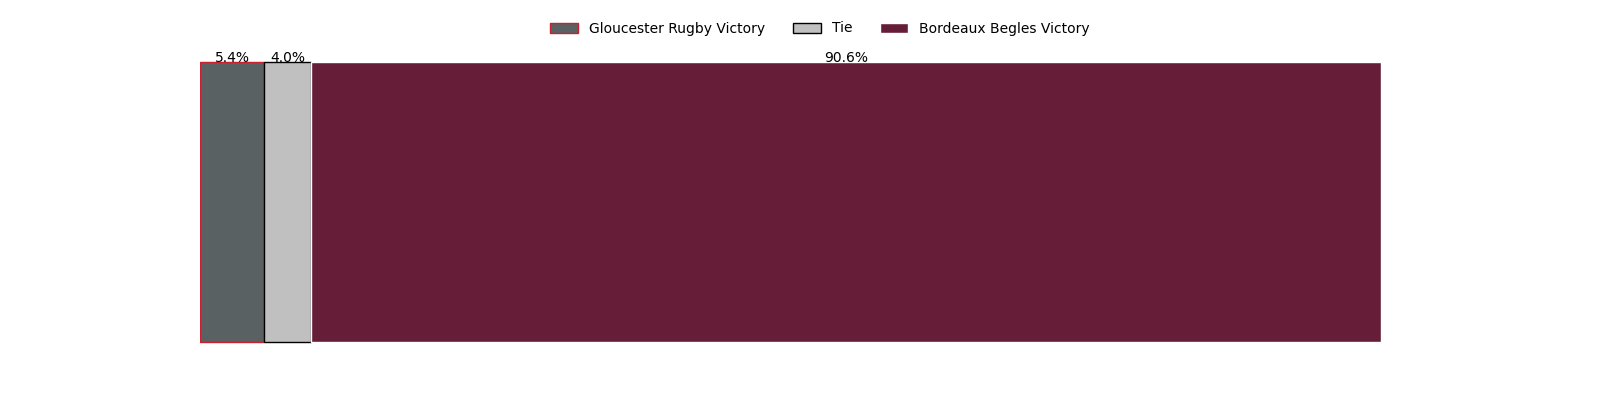 Gloucester Rugby Victory Tie Bordeaux Begles Victory
5.4% 4.0% 90.6%